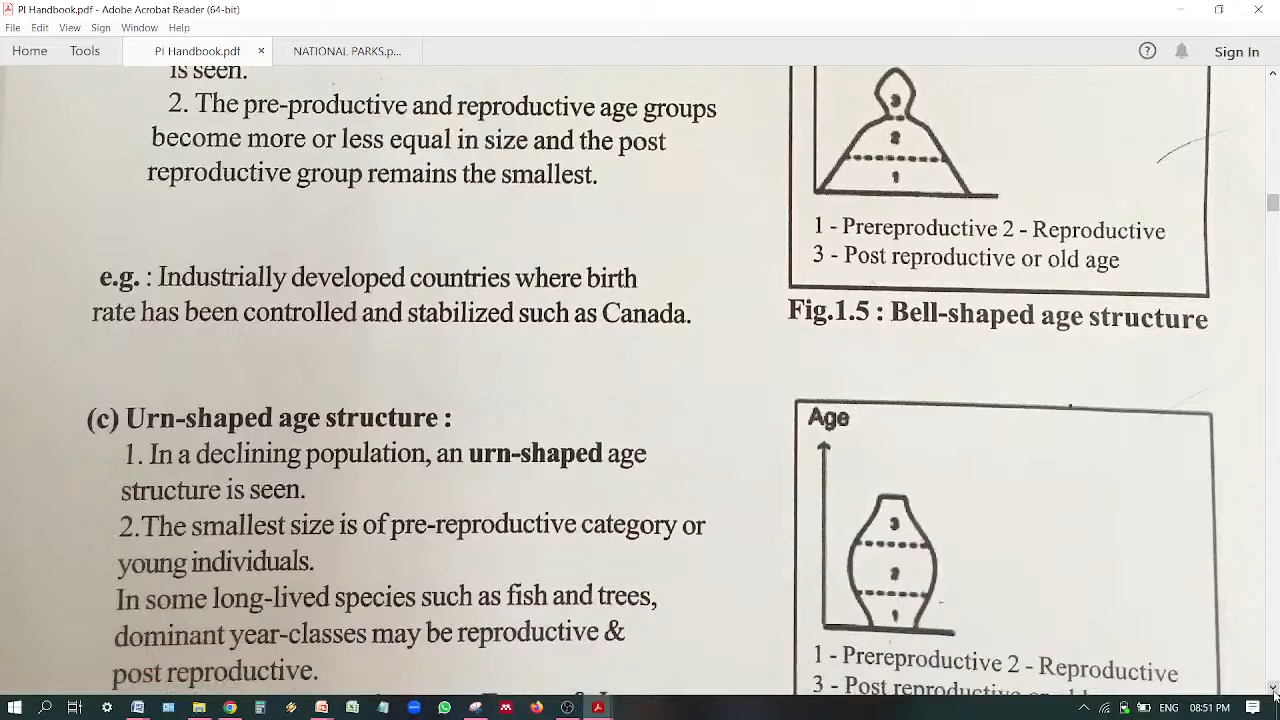 PI Handbook.pdf - Adobe Acrobat Reader (64-bit)
File Edit View Sign Window Help
Home Tools PI Handbook.pdf × NATIONAL PARKS.p... Sign In
is seen.
2. The pre-productive and reproductive age groups
become more or less equal in size and the post
reproductive group remains the smallest.
e.g. : Industrially developed countries where birth
rate has been controlled and stabilized such as Canada.
3
2
1
1 - Prereproductive 2 - Reproductive
3 - Post reproductive or old age
Fig.1.5 : Bell-shaped age structure
(c) Urn-shaped age structure :
1. In a declining population, an urn-shaped age
structure is seen.
2.The smallest size is of pre-reproductive category or
young individuals.
In some long-lived species such as fish and trees,
dominant year-classes may be reproductive &
post reproductive.
Age
3
2
1
1 - Prereproductive 2 - Reproductive
3 - Post reproductive
ENG 08:51 PM